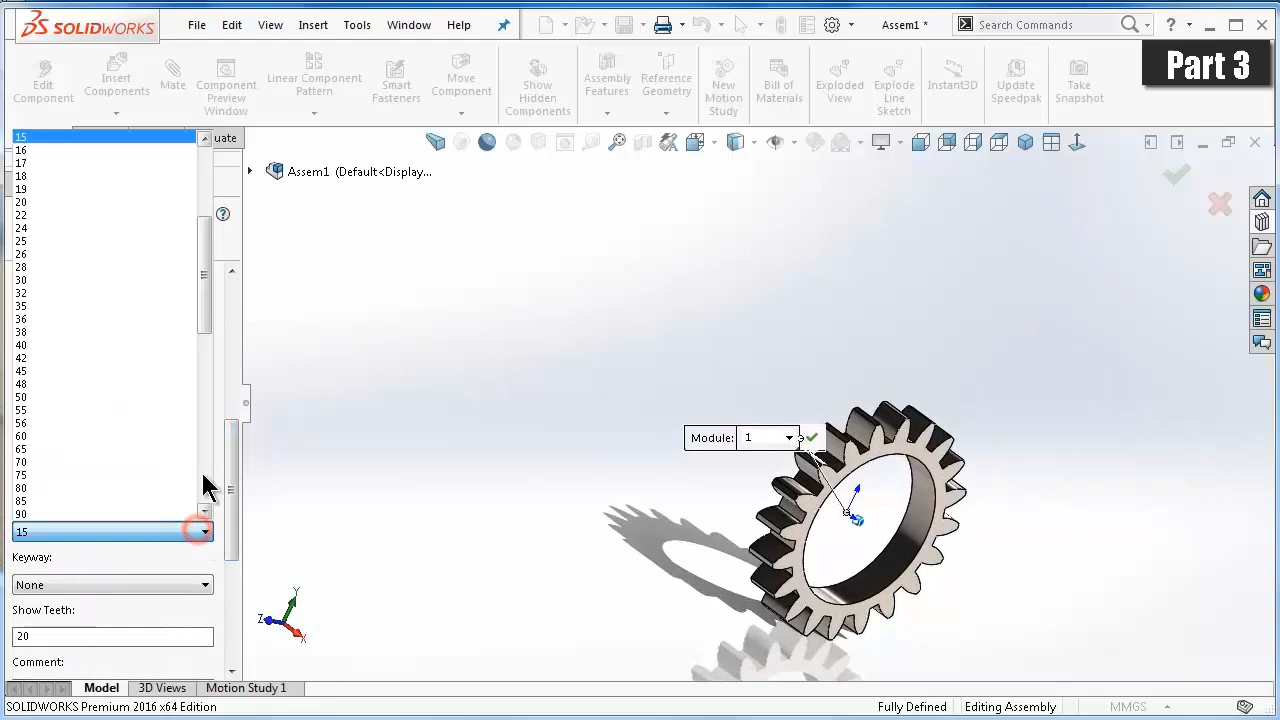 SOLIDWORKS
File
Edit
View
Insert
Tools
Window
Help
Assem1 *
Search Commands
?
Part 3
Edit
Component
Insert
Components
Mate
Component
Preview
Window
Linear Component
Pattern
Smart
Fasteners
Move
Component
Show
Hidden
Components
Assembly
Features
Reference
Geometry
New
Motion
Study
Bill of
Materials
Exploded
View
Explode
Line
Sketch
Instant3D
Update
Speedpak
Take
Snapshot
uate
Assem1 (Default<Display...
15
16
17
18
19
20
22
24
25
26
28
30
32
35
36
38
40
42
45
48
50
55
56
60
65
70
75
80
85
90
15
Keyway:
None
Show Teeth:
20
Comment:
Module: 1
Y
Z
X
Model
3D Views
Motion Study 1
SOLIDWORKS Premium 2016 x64 Edition
Fully Defined
Editing Assembly
MMGS